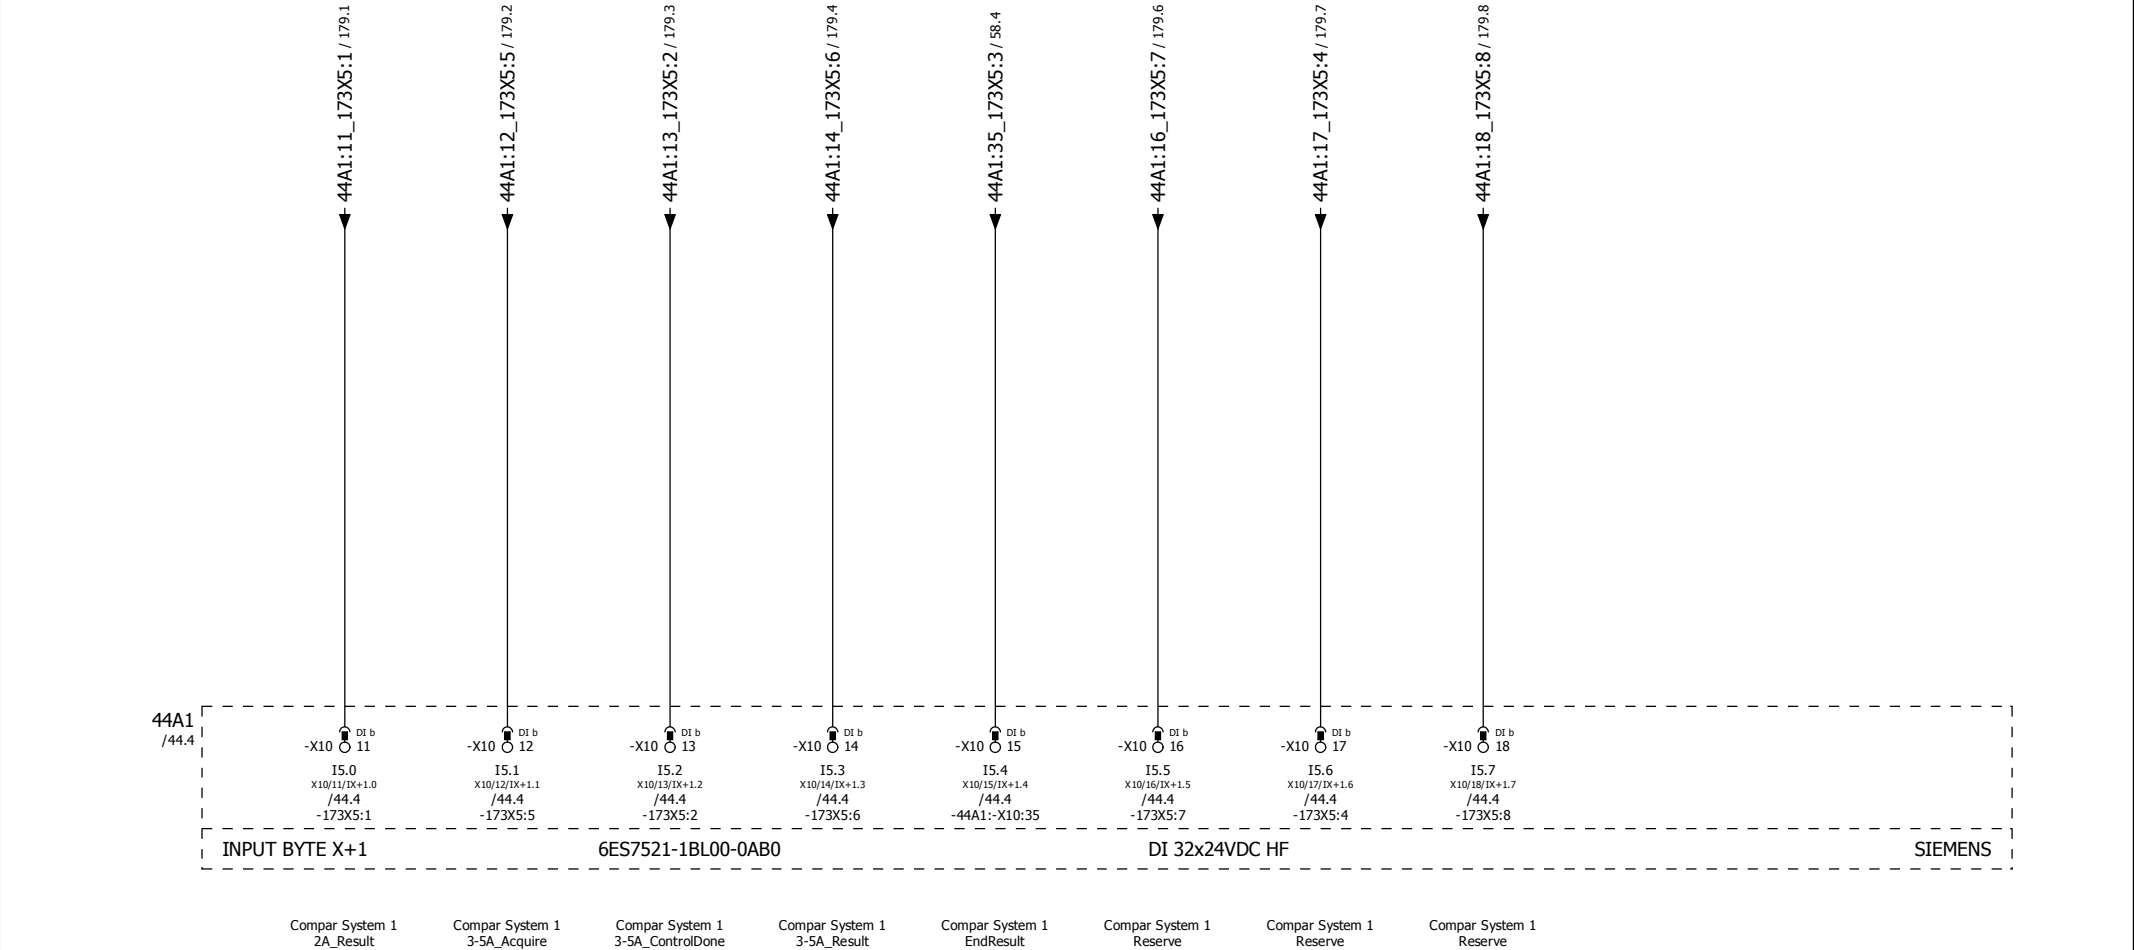 44A1:11_173X5:1 / 179.1
44A1:12_173X5:5 / 179.2
44A1:13_173X5:2 / 179.3
44A1:14_173X5:6 / 179.4
44A1:35_173X5:3 / 58.4
44A1:16_173X5:7 / 179.6
44A1:17_173X5:4 / 179.7
44A1:18_173X5:8 / 179.8
44A1
/44.4
DI b DI b DI b DI b DI b DI b DI b DI b
-X10 11 -X10 12 -X10 13 -X10 14 -X10 15 -X10 16 -X10 17 -X10 18
I5.0 I5.1 I5.2 I5.3 I5.4 I5.5 I5.6 I5.7
X10/11/IX+1.0 X10/12/IX+1.1 X10/13/IX+1.2 X10/14/IX+1.3 X10/15/IX+1.4 X10/16/IX+1.5 X10/17/IX+1.6 X10/18/IX+1.7
/44.4 /44.4 /44.4 /44.4 /44.4 /44.4 /44.4 /44.4
-173X5:1 -173X5:5 -173X5:2 -173X5:6 -44A1:-X10:35 -173X5:7 -173X5:4 -173X5:8
INPUT BYTE X+1 6ES7521-1BL00-0AB0 DI 32x24VDC HF SIEMENS
Compar System 1 Compar System 1 Compar System 1 Compar System 1 Compar System 1 Compar System 1 Compar System 1 Compar System 1
2A_Result 3-5A_Acquire 3-5A_ControlDone 3-5A_Result EndResult Reserve Reserve Reserve